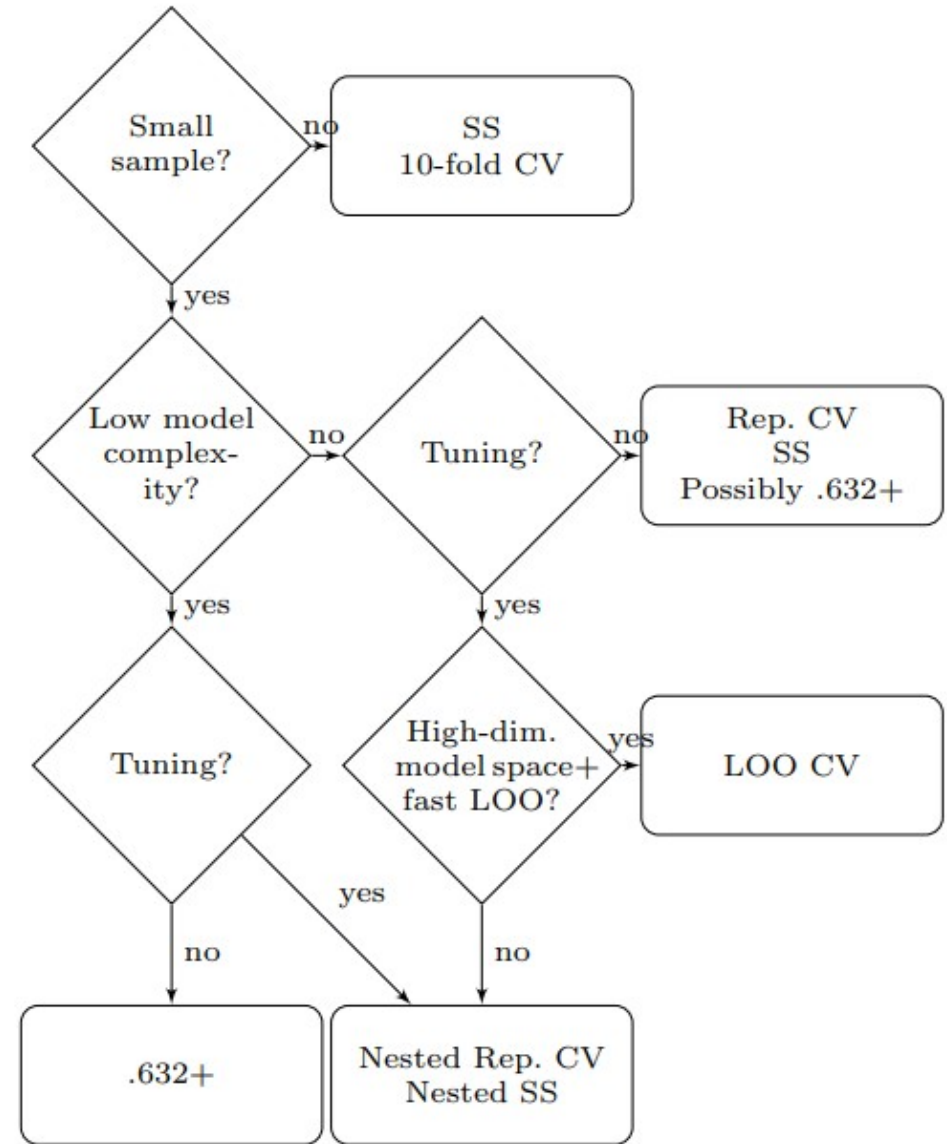 Small
sample?
no
SS
10-fold CV
yes
Low model
complex-
ity?
no
Tuning?
no
Rep. CV
SS
Possibly .632+
yes
yes
Tuning?
High-dim.
model space+
fast LOO?
yes
LOO CV
yes
no
no
.632+
Nested Rep. CV
Nested SS